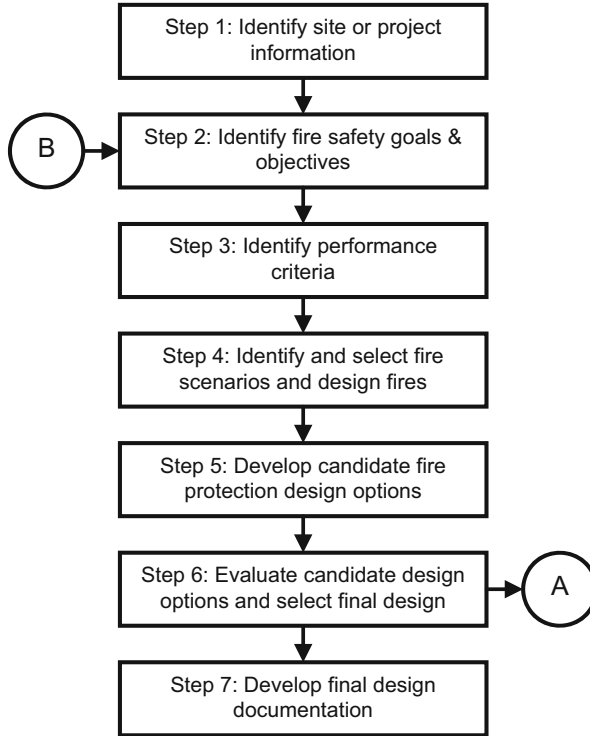 Step 1: Identify site or project
information
B
Step 2: Identify fire safety goals &
objectives
Step 3: Identify performance
criteria
Step 4: Identify and select fire
scenarios and design fires
Step 5: Develop candidate fire
protection design options
Step 6: Evaluate candidate design
options and select final design
A
Step 7: Develop final design
documentation